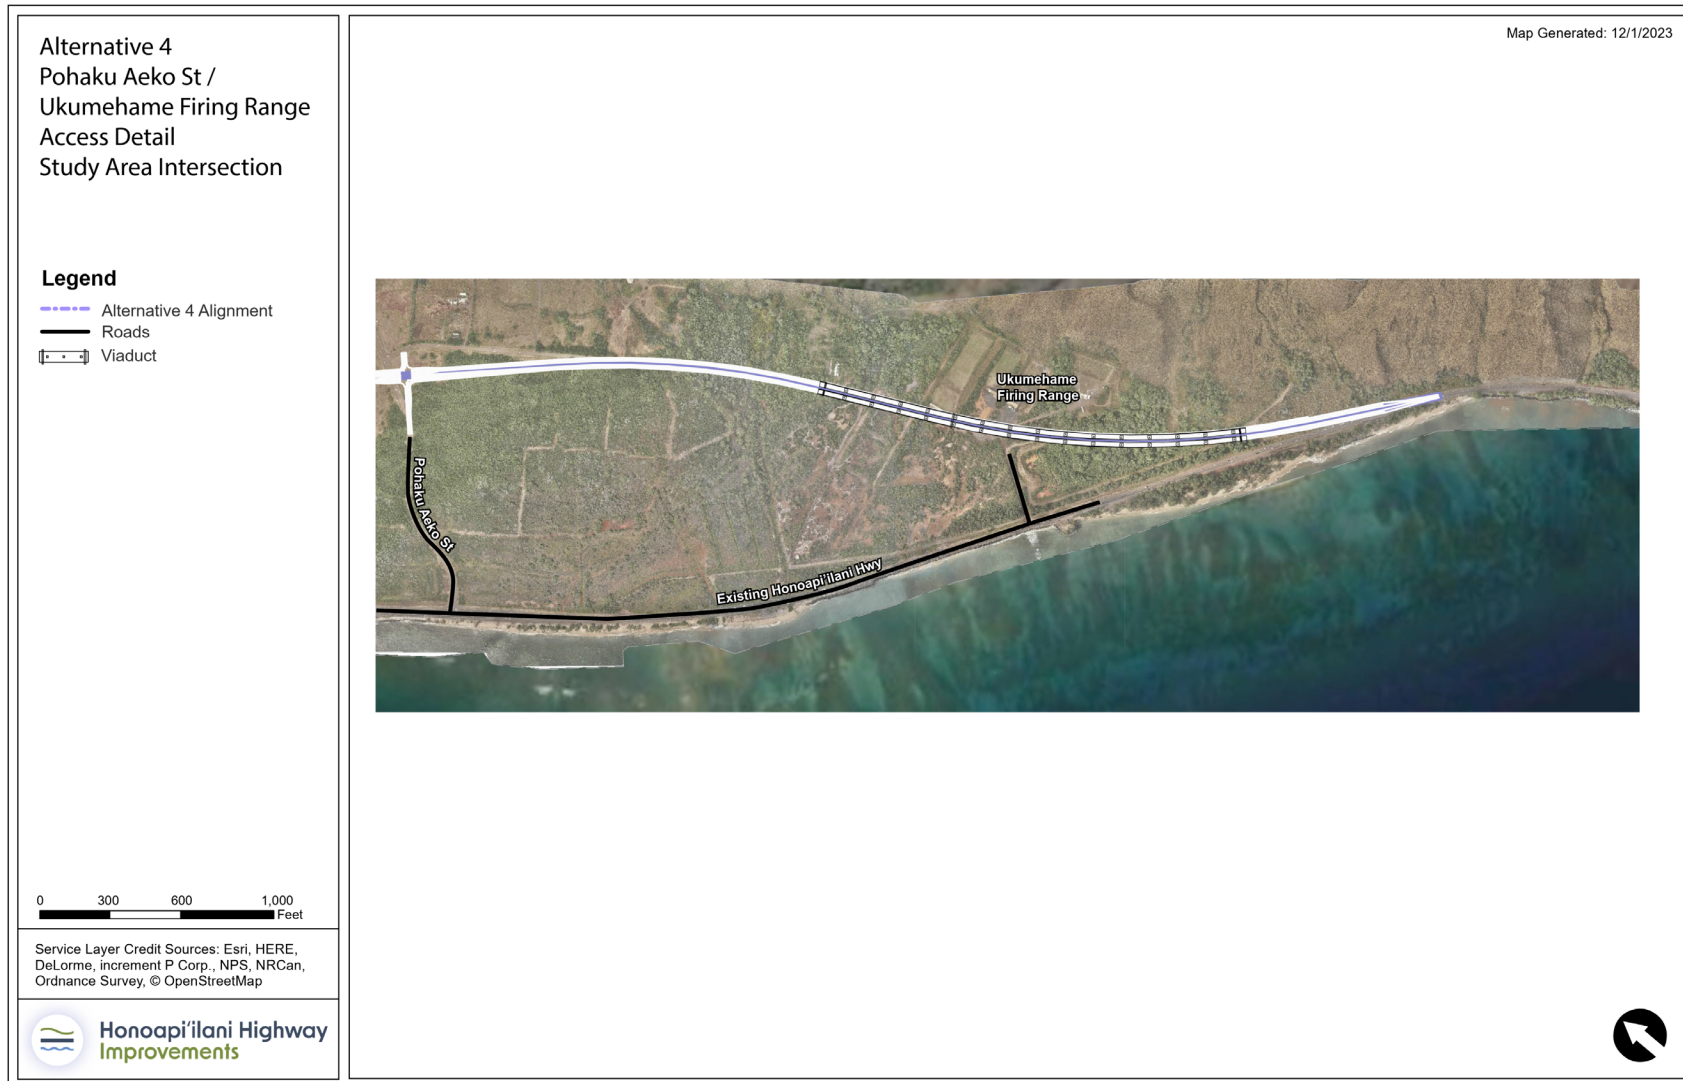 Alternative 4
Pohaku Aeko St /
Ukumehame Firing Range
Access Detail
Study Area Intersection
Legend
Alternative 4 Alignment
Roads
Viaduct
0 300 600 1,000
Feet
Service Layer Credit Sources: Esri, HERE,
DeLorme, increment P Corp., NPS, NRCan,
Ordnance Survey, © OpenStreetMap
Honoapiʻilani Highway
Improvements
Map Generated: 12/1/2023
Ukumehame
Firing Range
Pohaku Aeko St
Existing Honoapi'ilani Hwy